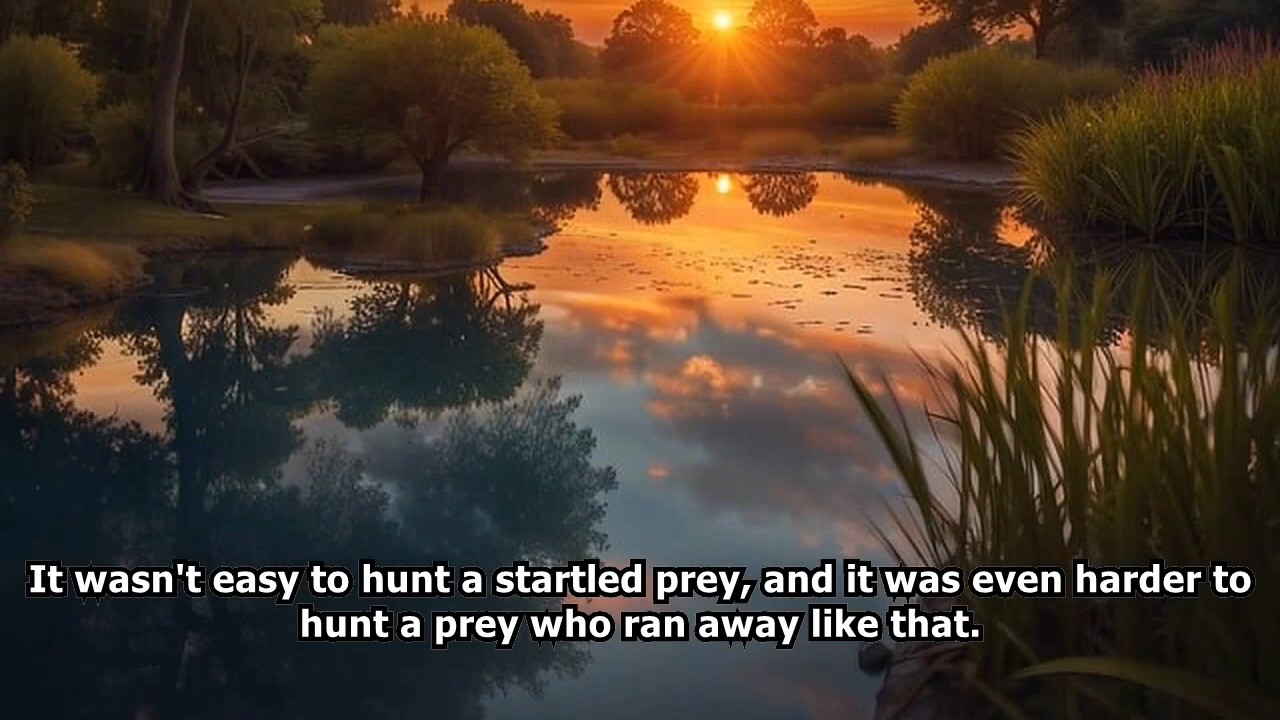 It wasn't easy to hunt a startled prey, and it was even harder to
hunt a prey who ran away like that.